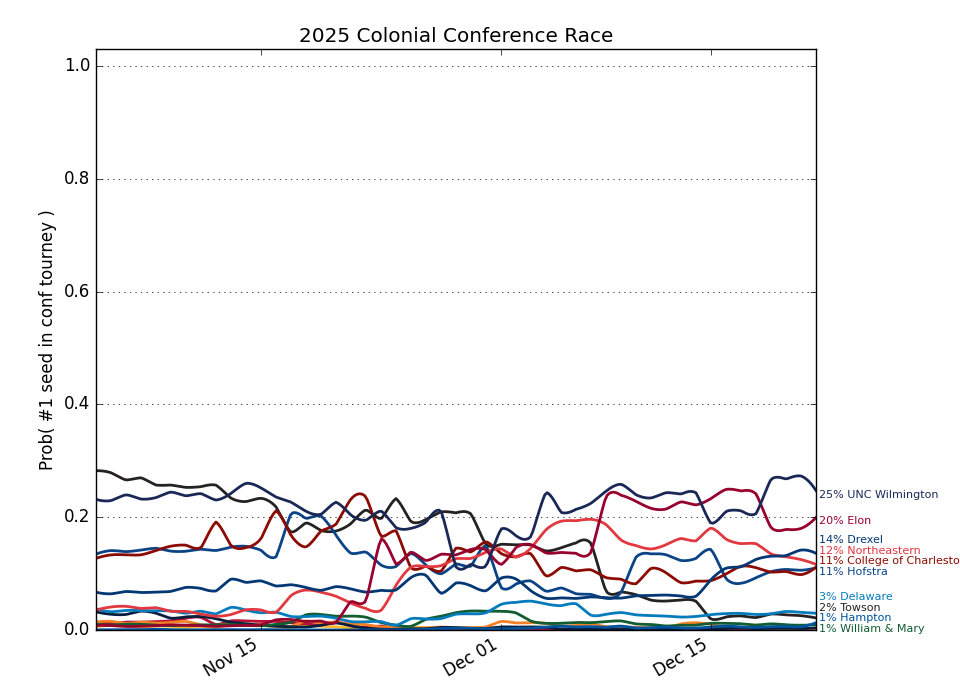 2025 Colonial Conference Race
Prob( #1 seed in conf tourney )
1.0
0.8
0.6
0.4
0.2
0.0
Nov 15
Dec 01
Dec 15
25% UNC Wilmington
20% Elon
14% Drexel
12% Northeastern
11% College of Charlesto
10% Hofstra
3% Delaware
2% Towson
1% Hampton
1% William & Mary